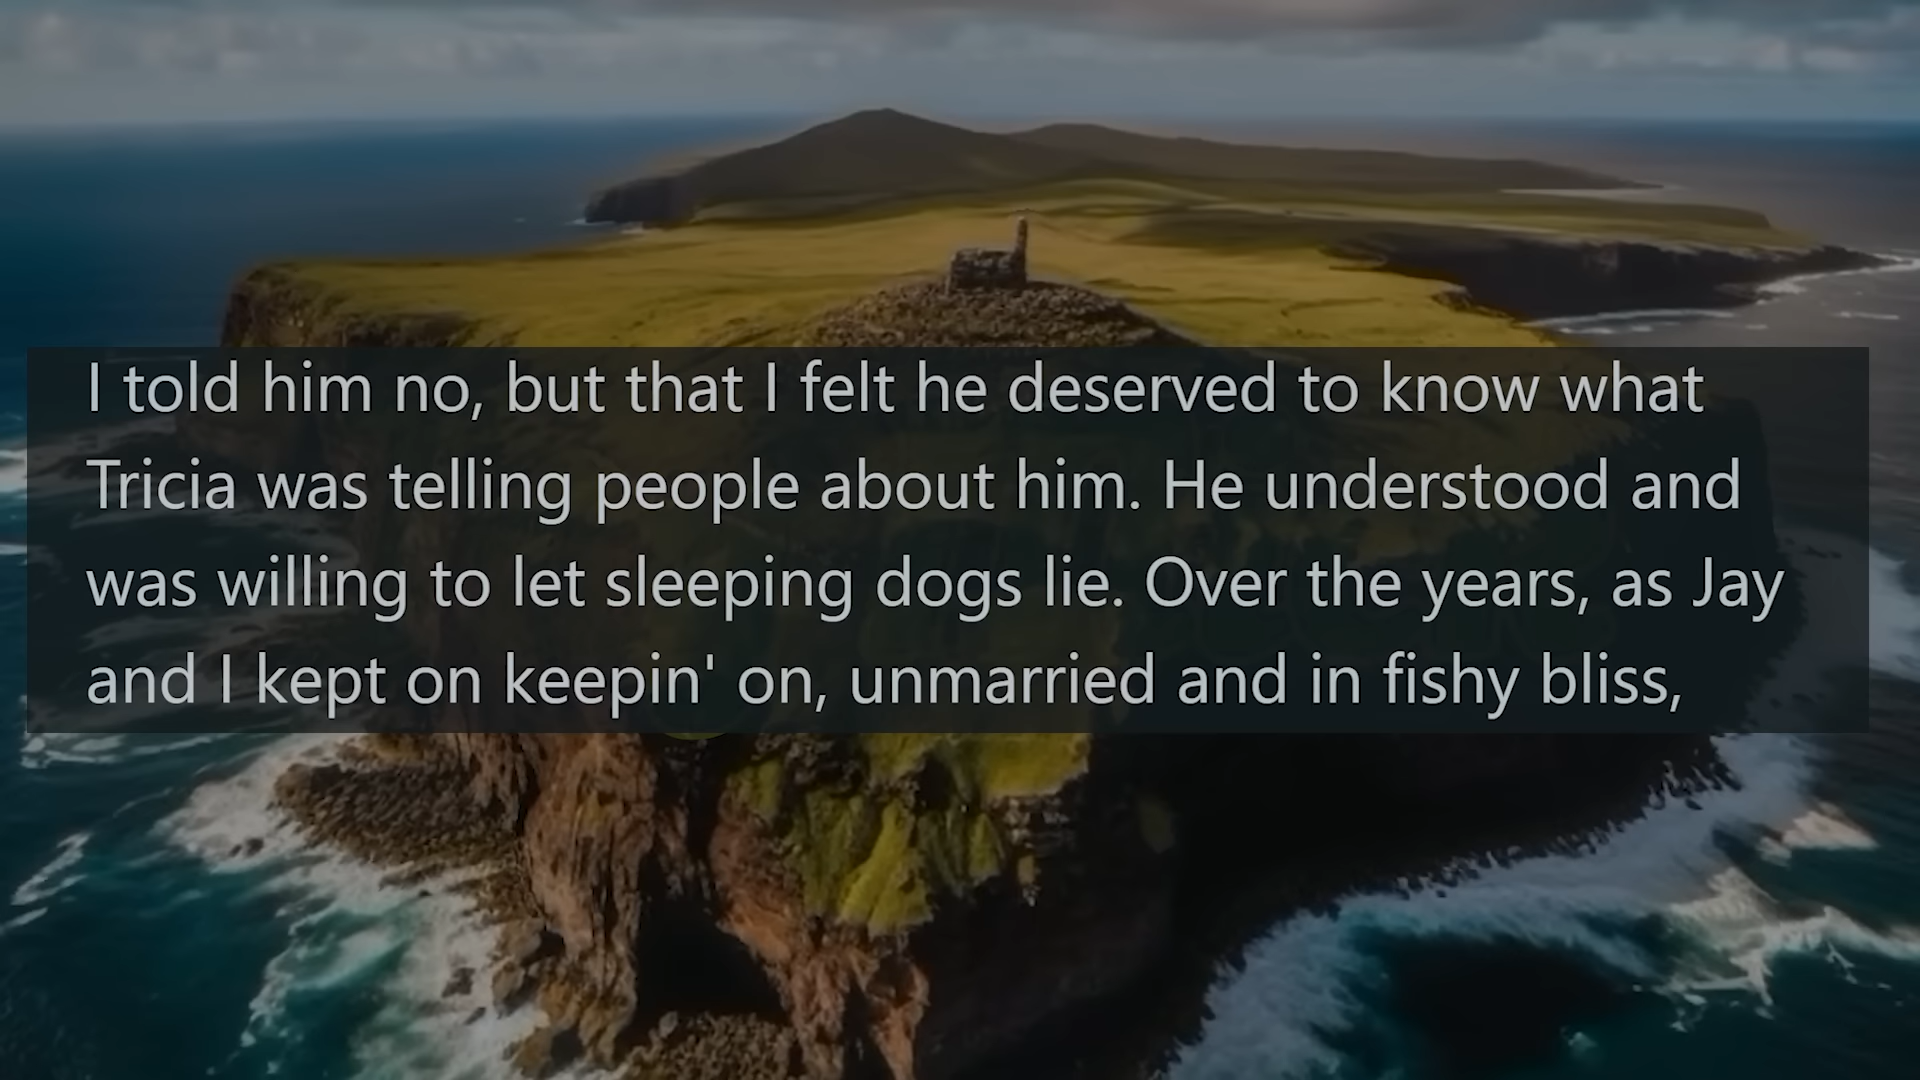 I told him no, but that I felt he deserved to know what
Tricia was telling people about him. He understood and
was willing to let sleeping dogs lie. Over the years, as Jay
and I kept on keepin' on, unmarried and in fishy bliss,